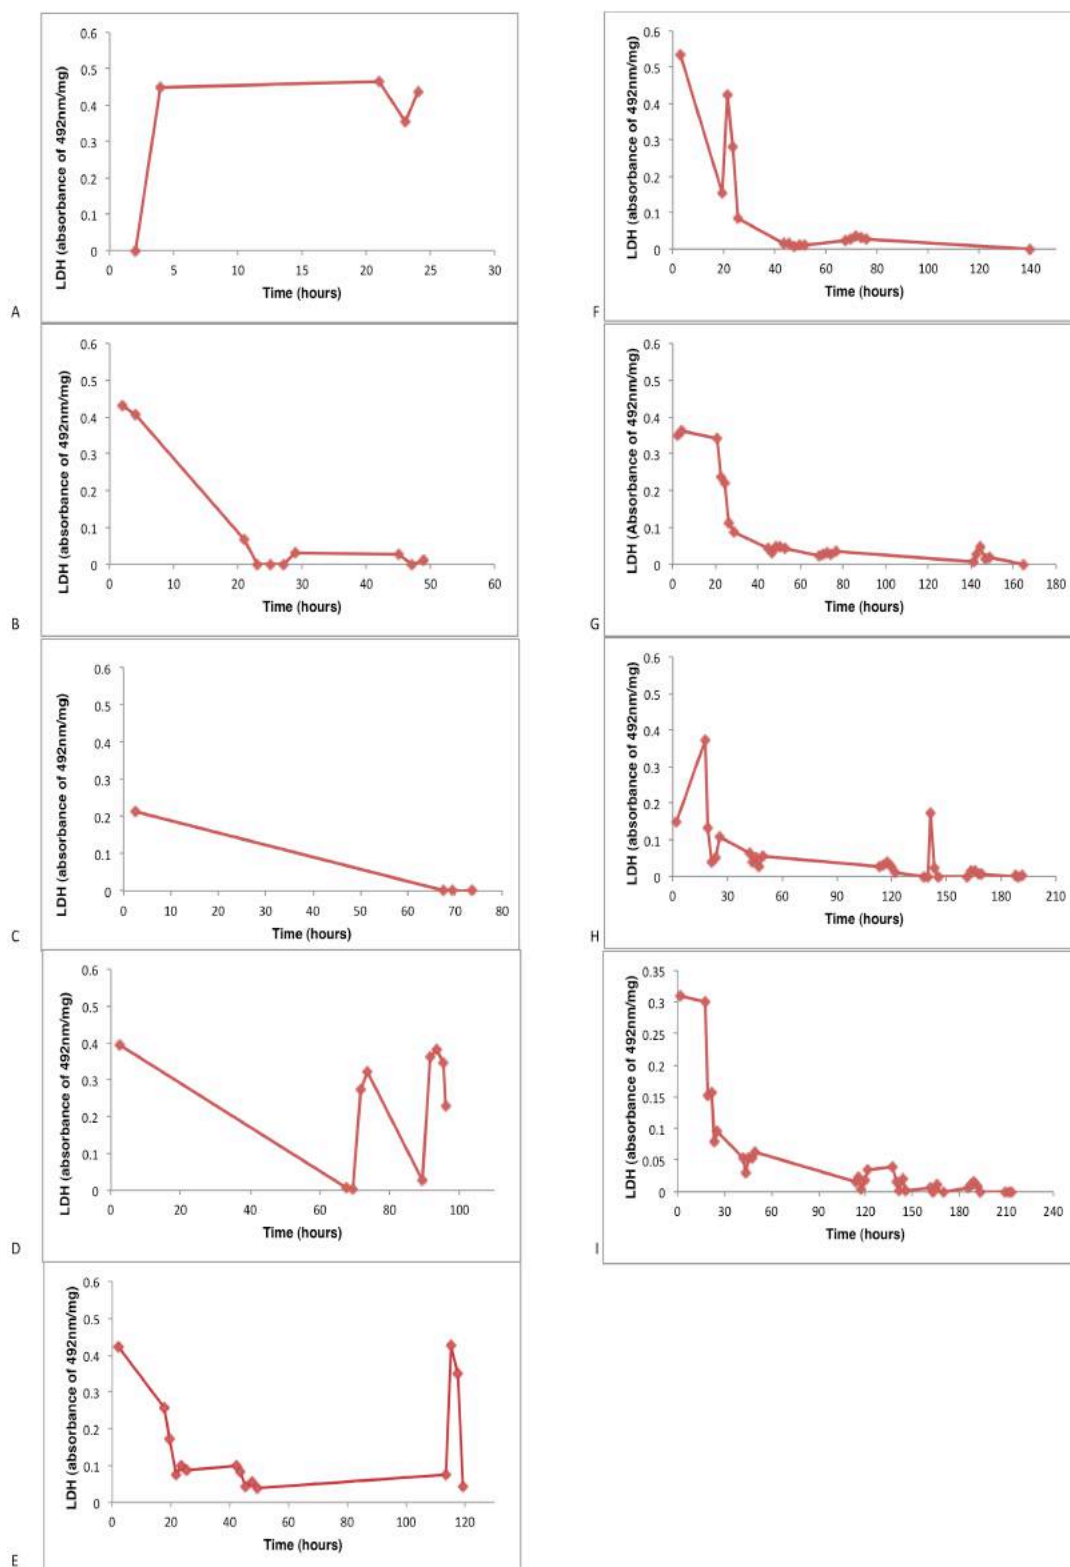 LDH (absorbance of 492nm/mg)
0.6
0.5
0.4
0.3
0.2
0.1
0
0 5 10 15 20 25 30
Time (hours)
A
LDH (absorbance of 492nm/mg)
0.6
0.5
0.4
0.3
0.2
0.1
0
0 10 20 30 40 50 60
Time (hours)
B
LDH (absorbance of 492nm/mg)
0.6
0.5
0.4
0.3
0.2
0.1
0
0 10 20 30 40 50 60 70 80
Time (hours)
C
LDH (absorbance of 492nm/mg)
0.6
0.5
0.4
0.3
0.2
0.1
0
0 20 40 60 80 100
Time (hours)
D
LDH (absorbance of 492nm/mg)
0.6
0.5
0.4
0.3
0.2
0.1
0
0 20 40 60 80 100 120
Time (hours)
E
LDH (absorbance of 492nm/mg)
0.6
0.5
0.4
0.3
0.2
0.1
0
0 20 40 60 80 100 120 140
Time (hours)
F
LDH (Absorbance of 492nm/mg)
0.6
0.5
0.4
0.3
0.2
0.1
0
0 20 40 60 80 100 120 140 160 180
Time (hours)
G
LDH (absorbance of 492nm/mg)
0.6
0.5
0.4
0.3
0.2
0.1
0
0 30 60 90 120 150 180 210
Time (hours)
H
LDH (absorbance of 492nm/mg)
0.35
0.3
0.25
0.2
0.15
0.1
0.05
0
0 30 60 90 120 150 180 210 240
Time (hours)
I